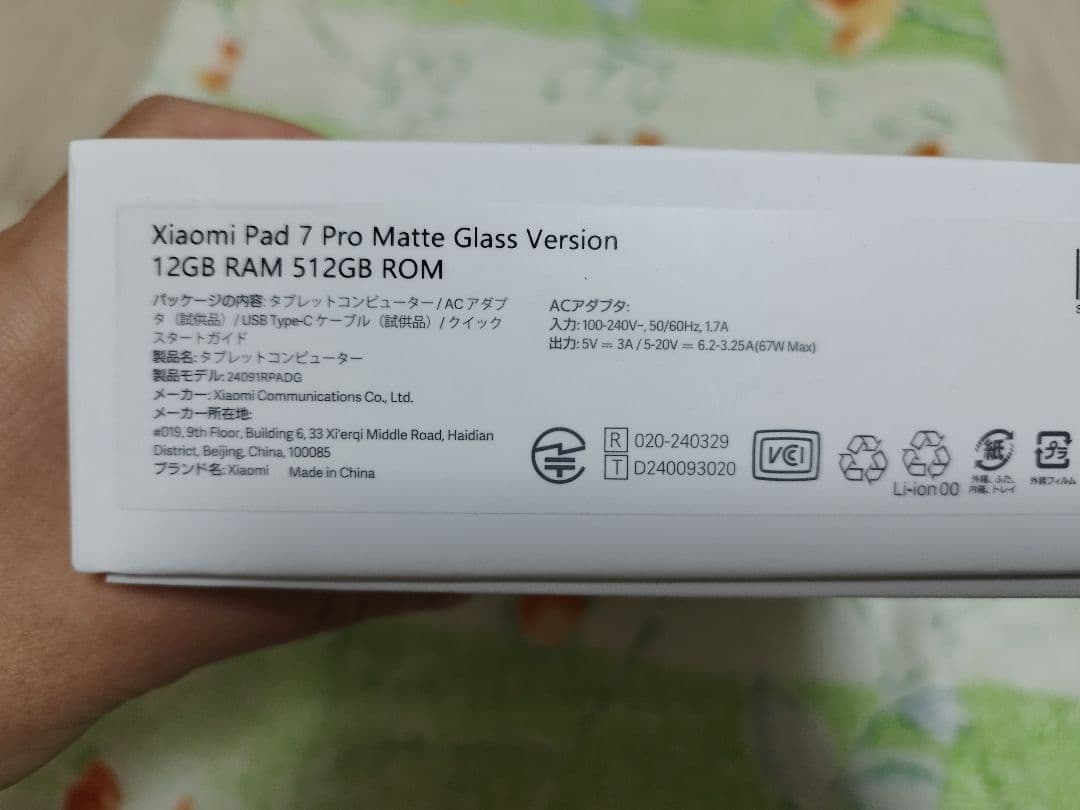 Xiaomi Pad 7 Pro Matte Glass Version
12GB RAM 512GB ROM
パッケージの内容: タブレットコンピューター / AC アダプ
タ（試供品）/ USB Type-C ケーブル（試供品）/ クイック
スタートガイド
製品名: タブレットコンピューター
製品モデル: 24091RPADG
メーカー: Xiaomi Communications Co., Ltd.
メーカー所在地:
#019, 9th Floor, Building 6, 33 Xi'erqi Middle Road, Haidian
District, Beijing, China, 100085
ブランド名: Xiaomi Made in China
ACアダプタ:
入力: 100-240V~, 50/60Hz, 1.7A
出力: 5V ⎓ 3A / 5-20V ⎓ 6.2-3.25A(67W Max)
R 020-240329
T D240093020
VCI
Li-ion 00
紙
外箱、ふた、
内箱、トレイ
プラ
外装フィルム